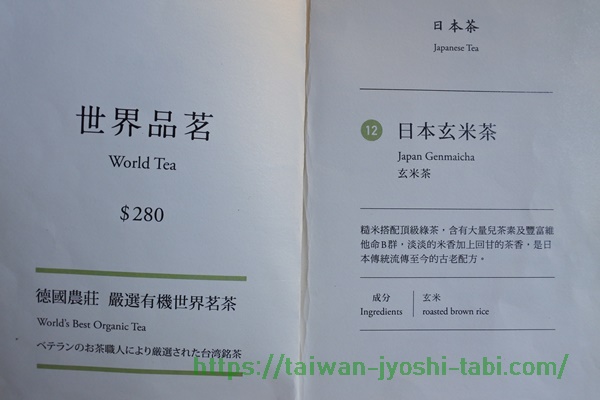 世界品茗
World Tea
$280
德國農莊 嚴選有機世界茗茶
World's Best Organic Tea
ベテランのお茶職人により厳選された台湾銘茶
日本茶
Japanese Tea
12 日本玄米茶
Japan Genmaicha
玄米茶
糙米搭配頂級綠茶，含有大量兒茶素及豐富維
他命B群，淡淡的米香加上回甘的茶香，是日
本傳統流傳至今的古老配方。
成分 玄米
Ingredients roasted brown rice
https://taiwan-jyoshi-tabi.com/